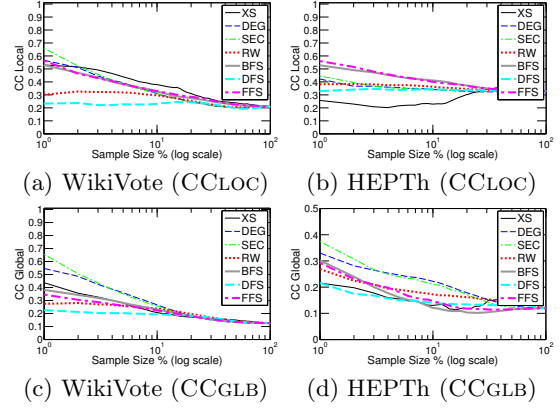 CC Local
1
0.9
0.8
0.7
0.6
0.5
0.4
0.3
0.2
0.1
0
10^0 10^1 10^2
Sample Size % (log scale)
XS
DEG
SEC
RW
BFS
DFS
FFS
(a) WikiVote (CCLOC)
CC Local
1
0.9
0.8
0.7
0.6
0.5
0.4
0.3
0.2
0.1
0
10^0 10^1 10^2
Sample Size % (log scale)
XS
DEG
SEC
RW
BFS
DFS
FFS
(b) HEPTh (CCLOC)
CC Global
1
0.9
0.8
0.7
0.6
0.5
0.4
0.3
0.2
0.1
0
10^0 10^1 10^2
Sample Size % (log scale)
XS
DEG
SEC
RW
BFS
DFS
FFS
(c) WikiVote (CCGLB)
CC Global
0.5
0.4
0.3
0.2
0.1
0
10^0 10^1 10^2
Sample Size % (log scale)
XS
DEG
SEC
RW
BFS
DFS
FFS
(d) HEPTh (CCGLB)